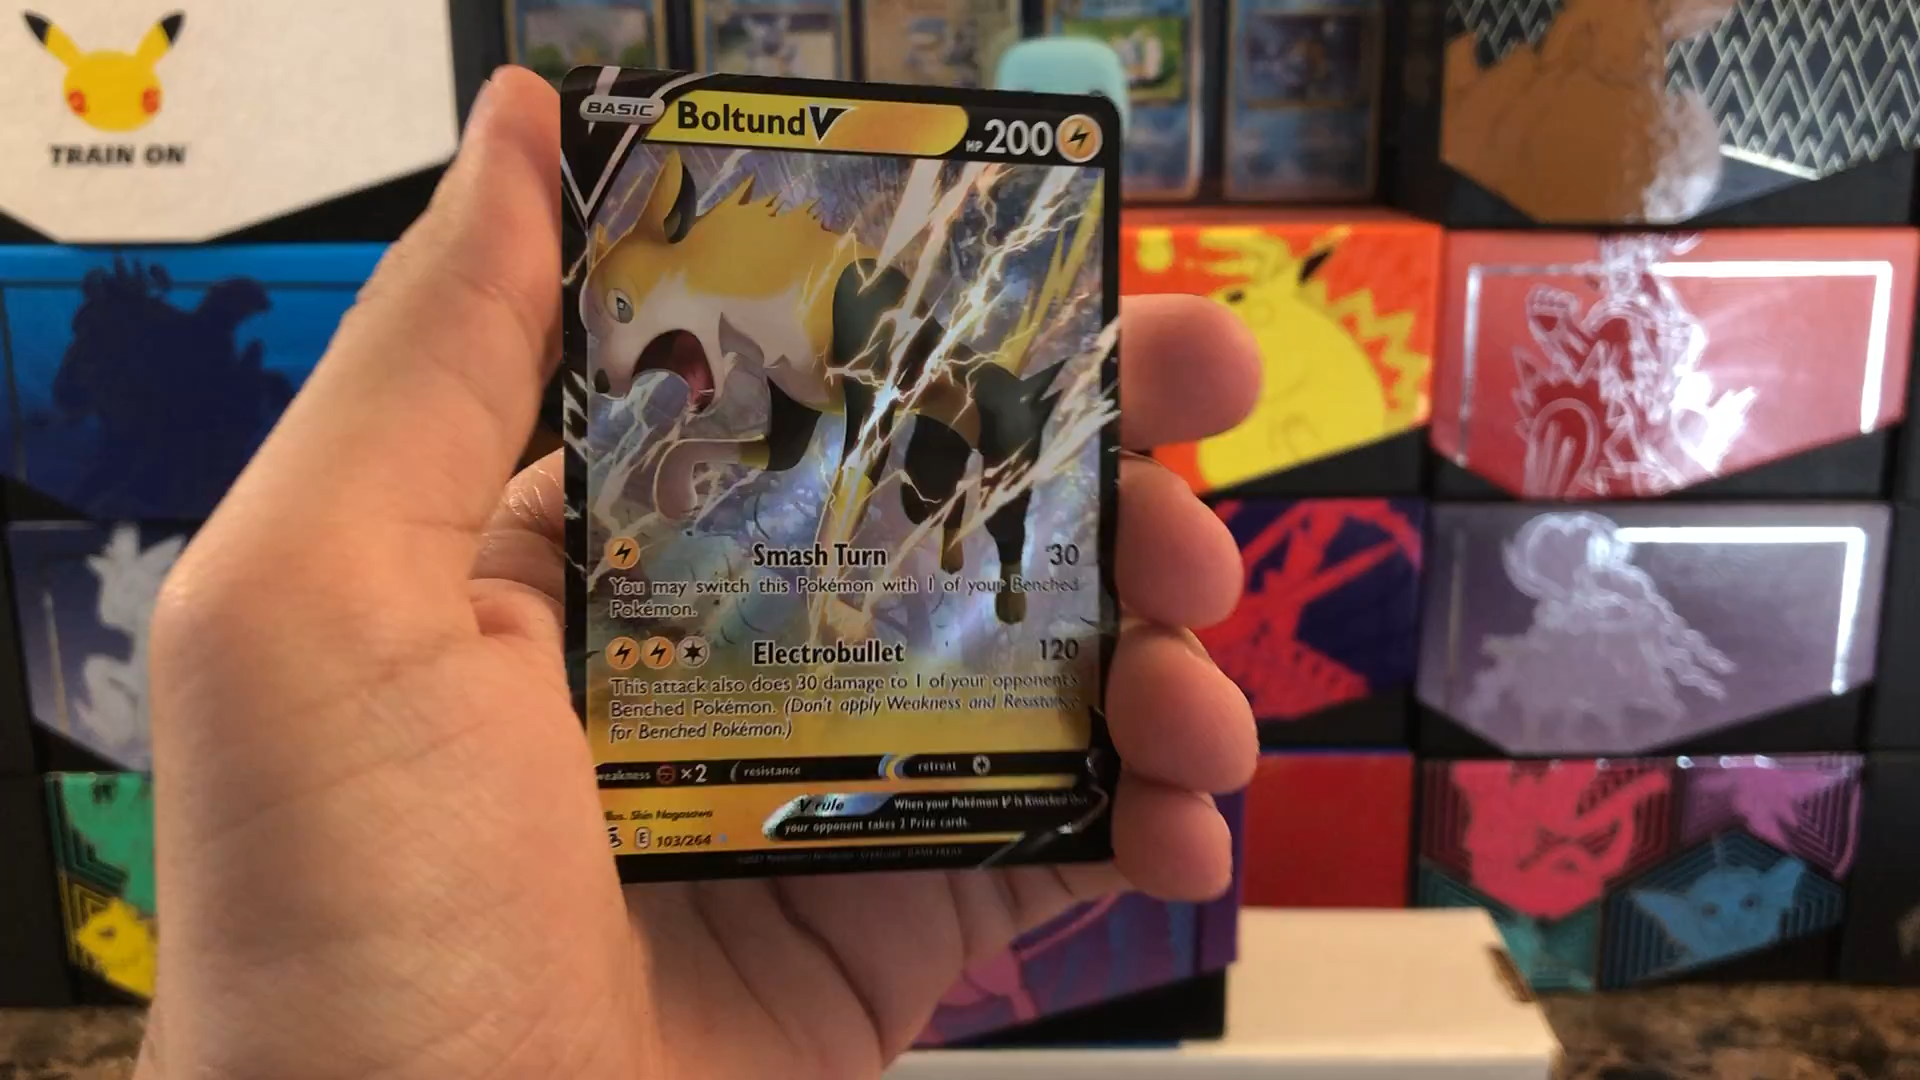 TRAIN ON
BASIC
Boltund V
HP 200
Smash Turn 30
You may switch this Pokémon with 1 of your Benched
Pokémon.
Electrobullet 120
This attack also does 30 damage to 1 of your opponent's
Benched Pokémon. (Don't apply Weakness and Resistance
for Benched Pokémon.)
weakness ×2 resistance retreat
Illus. Shin Nagasawa
V rule When your Pokémon V is Knocked Out,
your opponent takes 2 Prize cards.
E 103/264